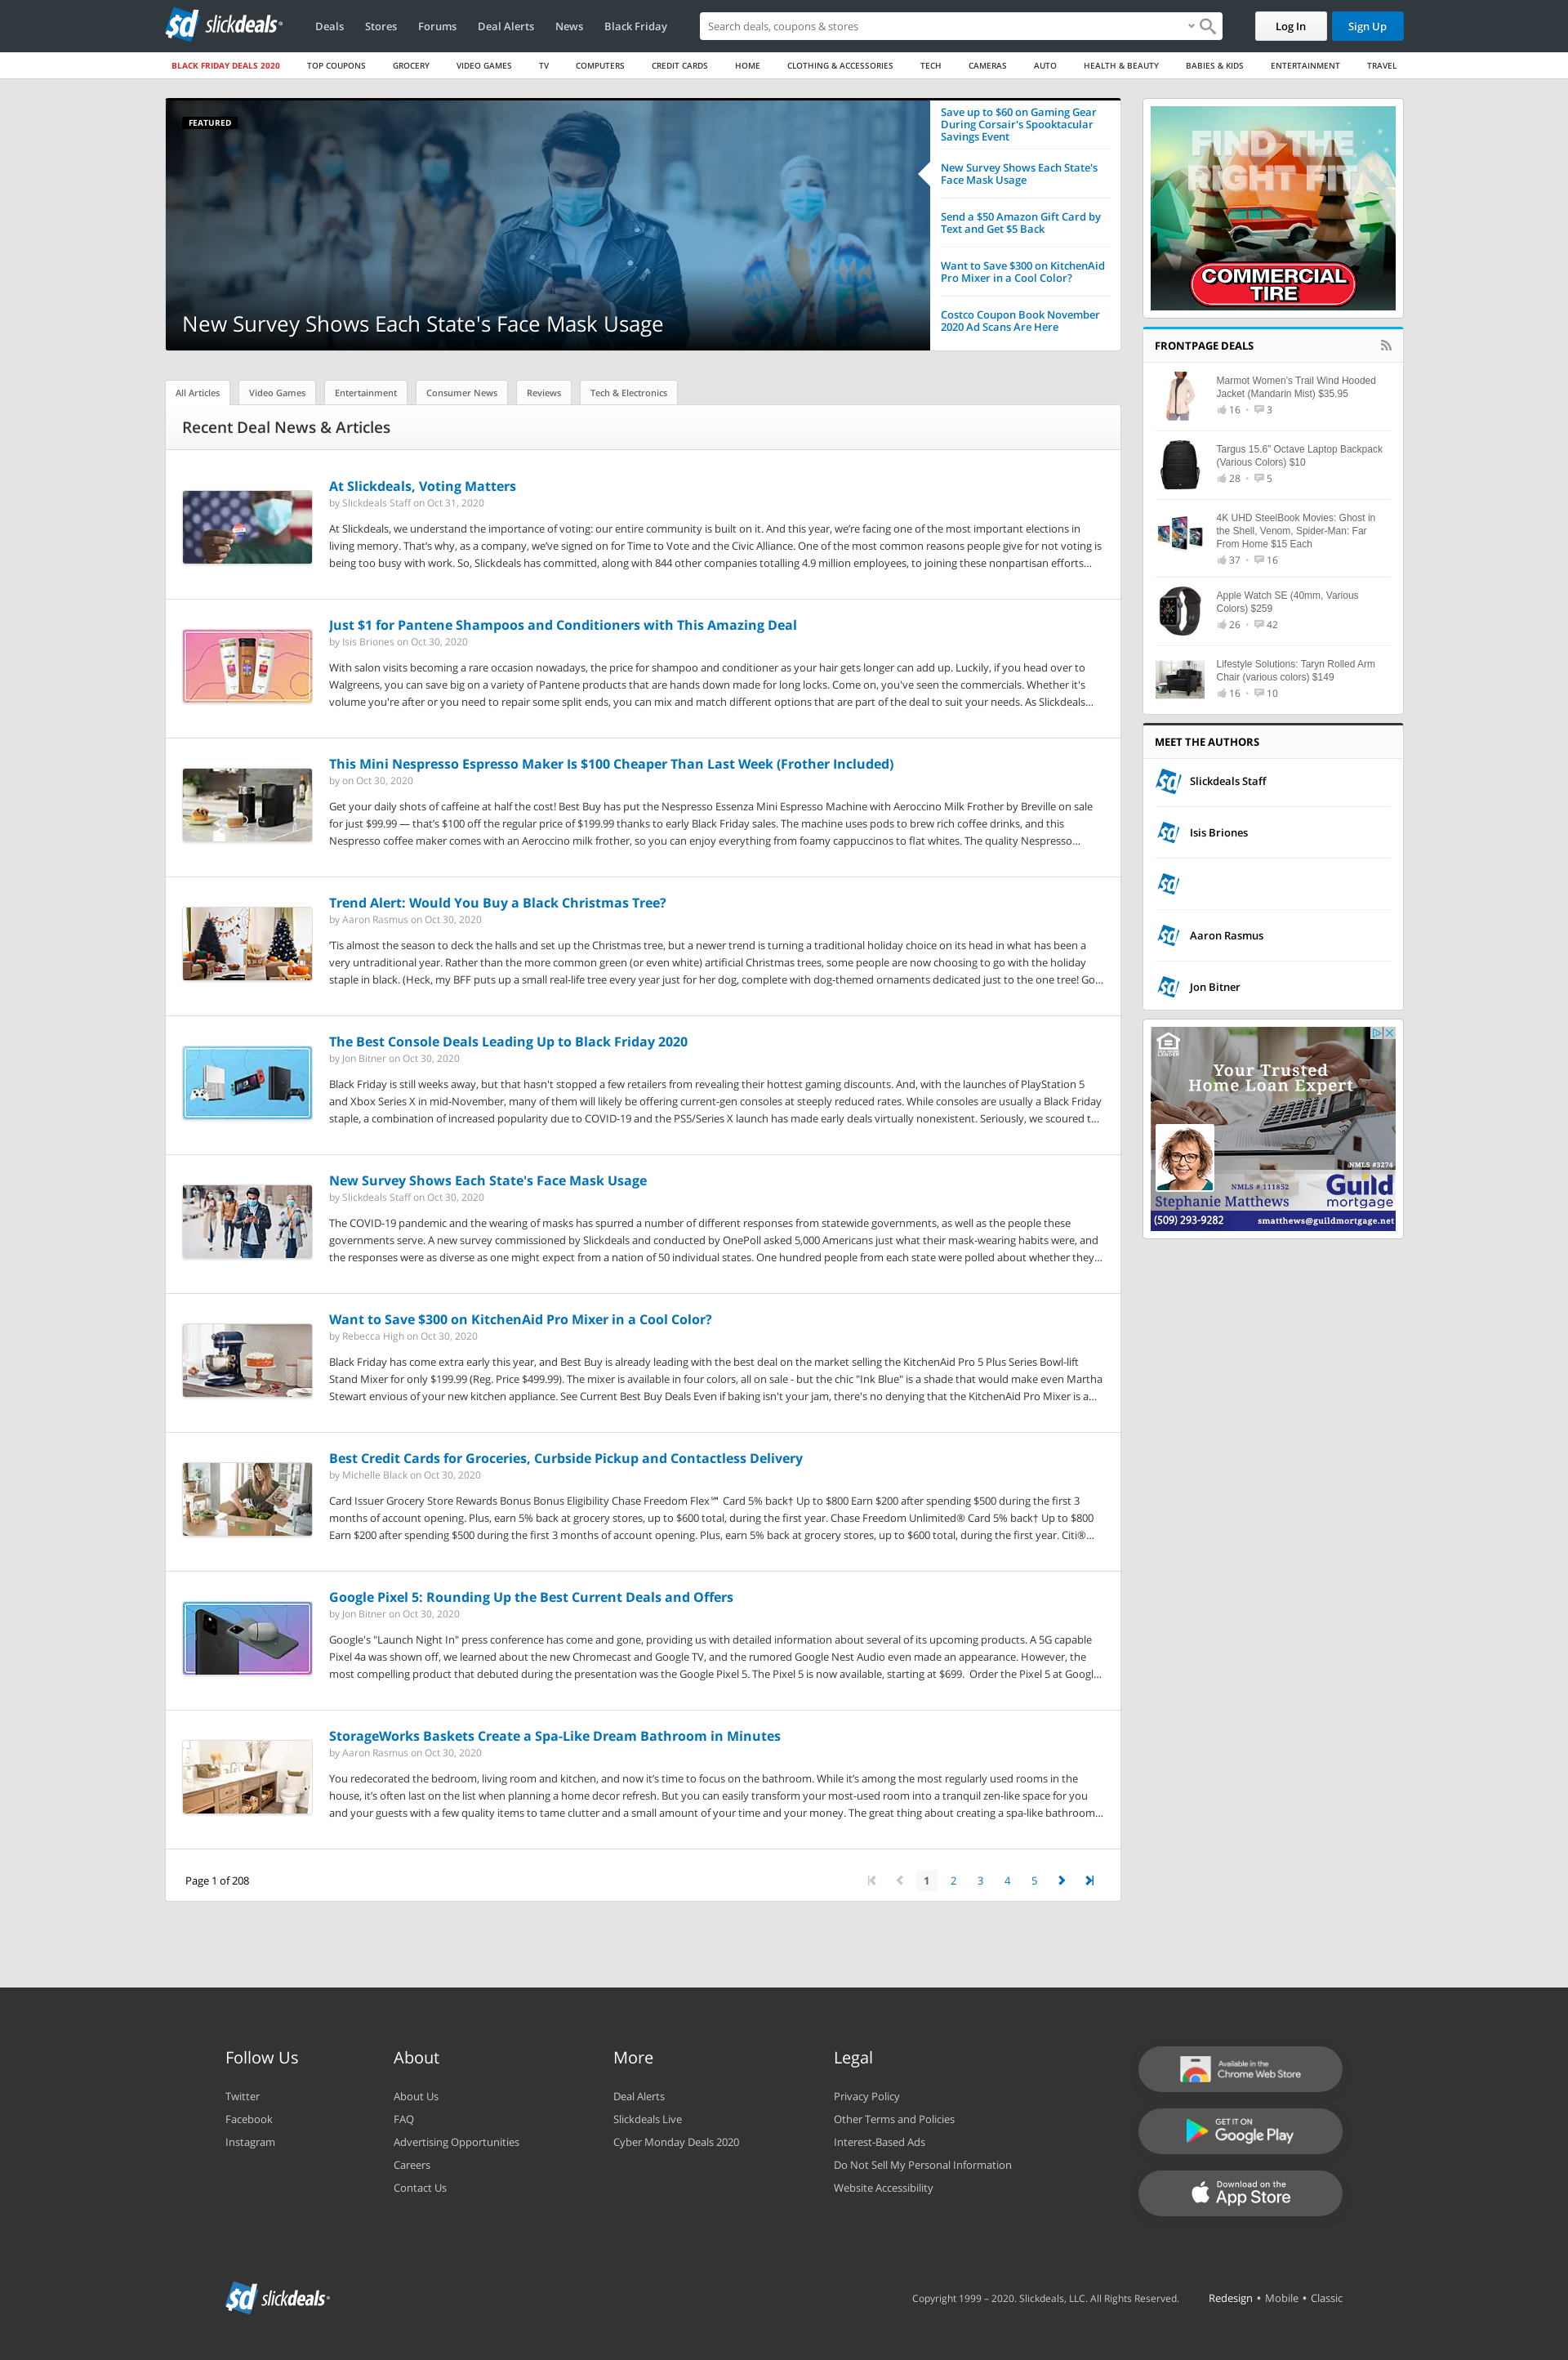 sd slickdeals
Deals Stores Forums Deal Alerts News Black Friday
Search deals, coupons & stores
Log In Sign Up
BLACK FRIDAY DEALS 2020 TOP COUPONS GROCERY VIDEO GAMES TV COMPUTERS CREDIT CARDS HOME CLOTHING & ACCESSORIES TECH CAMERAS AUTO HEALTH & BEAUTY BABIES & KIDS ENTERTAINMENT TRAVEL
FEATURED
New Survey Shows Each State's Face Mask Usage
Save up to $60 on Gaming Gear
During Corsair's Spooktacular
Savings Event
New Survey Shows Each State's
Face Mask Usage
Send a $50 Amazon Gift Card by
Text and Get $5 Back
Want to Save $300 on KitchenAid
Pro Mixer in a Cool Color?
Costco Coupon Book November
2020 Ad Scans Are Here
All Articles Video Games Entertainment Consumer News Reviews Tech & Electronics
Recent Deal News & Articles
At Slickdeals, Voting Matters
by Slickdeals Staff on Oct 31, 2020
At Slickdeals, we understand the importance of voting: our entire community is built on it. And this year, we’re facing one of the most important elections in
living memory. That’s why, as a company, we’ve signed on for Time to Vote and the Civic Alliance. One of the most common reasons people give for not voting is
being too busy with work. So, Slickdeals has committed, along with 844 other companies totalling 4.9 million employees, to joining these nonpartisan efforts...
Just $1 for Pantene Shampoos and Conditioners with This Amazing Deal
by Isis Briones on Oct 30, 2020
With salon visits becoming a rare occasion nowadays, the price for shampoo and conditioner as your hair gets longer can add up. Luckily, if you head over to
Walgreens, you can save big on a variety of Pantene products that are hands down made for long locks. Come on, you've seen the commercials. Whether it's
volume you're after or you need to repair some split ends, you can mix and match different options that are part of the deal to suit your needs. As Slickdeals...
This Mini Nespresso Espresso Maker Is $100 Cheaper Than Last Week (Frother Included)
by on Oct 30, 2020
Get your daily shots of caffeine at half the cost! Best Buy has put the Nespresso Essenza Mini Espresso Machine with Aeroccino Milk Frother by Breville on sale
for just $99.99 — that’s $100 off the regular price of $199.99 thanks to early Black Friday sales. The machine uses pods to brew rich coffee drinks, and this
Nespresso coffee maker comes with an Aeroccino milk frother, so you can enjoy everything from foamy cappuccinos to flat whites. The quality Nespresso...
Trend Alert: Would You Buy a Black Christmas Tree?
by Aaron Rasmus on Oct 30, 2020
’Tis almost the season to deck the halls and set up the Christmas tree, but a newer trend is turning a traditional holiday choice on its head in what has been a
very untraditional year. Rather than the more common green (or even white) artificial Christmas trees, some people are now choosing to go with the holiday
staple in black. (Heck, my BFF puts up a small real-life tree every year just for her dog, complete with dog-themed ornaments dedicated just to the one tree! Go...
The Best Console Deals Leading Up to Black Friday 2020
by Jon Bitner on Oct 30, 2020
Black Friday is still weeks away, but that hasn't stopped a few retailers from revealing their hottest gaming discounts. And, with the launches of PlayStation 5
and Xbox Series X in mid-November, many of them will likely be offering current-gen consoles at steeply reduced rates. While consoles are usually a Black Friday
staple, a combination of increased popularity due to COVID-19 and the PS5/Series X launch has made early deals virtually nonexistent. Seriously, we scoured t...
New Survey Shows Each State's Face Mask Usage
by Slickdeals Staff on Oct 30, 2020
The COVID-19 pandemic and the wearing of masks has spurred a number of different responses from statewide governments, as well as the people these
governments serve. A new survey commissioned by Slickdeals and conducted by OnePoll asked 5,000 Americans just what their mask-wearing habits were, and
the responses were as diverse as one might expect from a nation of 50 individual states. One hundred people from each state were polled about whether they...
Want to Save $300 on KitchenAid Pro Mixer in a Cool Color?
by Rebecca High on Oct 30, 2020
Black Friday has come extra early this year, and Best Buy is already leading with the best deal on the market selling the KitchenAid Pro 5 Plus Series Bowl-lift
Stand Mixer for only $199.99 (Reg. Price $499.99). The mixer is available in four colors, all on sale - but the chic "Ink Blue" is a shade that would make even Martha
Stewart envious of your new kitchen appliance. See Current Best Buy Deals Even if baking isn't your jam, there's no denying that the KitchenAid Pro Mixer is a...
Best Credit Cards for Groceries, Curbside Pickup and Contactless Delivery
by Michelle Black on Oct 30, 2020
Card Issuer Grocery Store Rewards Bonus Bonus Eligibility Chase Freedom Flex℠ Card 5% back† Up to $800 Earn $200 after spending $500 during the first 3
months of account opening. Plus, earn 5% back at grocery stores, up to $600 total, during the first year. Chase Freedom Unlimited® Card 5% back† Up to $800
Earn $200 after spending $500 during the first 3 months of account opening. Plus, earn 5% back at grocery stores, up to $600 total, during the first year. Citi®...
Google Pixel 5: Rounding Up the Best Current Deals and Offers
by Jon Bitner on Oct 30, 2020
Google's "Launch Night In" press conference has come and gone, providing us with detailed information about several of its upcoming products. A 5G capable
Pixel 4a was shown off, we learned about the new Chromecast and Google TV, and the rumored Google Nest Audio even made an appearance. However, the
most compelling product that debuted during the presentation was the Google Pixel 5. The Pixel 5 is now available, starting at $699. Order the Pixel 5 at Googl...
StorageWorks Baskets Create a Spa-Like Dream Bathroom in Minutes
by Aaron Rasmus on Oct 30, 2020
You redecorated the bedroom, living room and kitchen, and now it’s time to focus on the bathroom. While it’s among the most regularly used rooms in the
house, it’s often last on the list when planning a home decor refresh. But you can easily transform your most-used room into a tranquil zen-like space for you
and your guests with a few quality items to tame clutter and a small amount of your time and your money. The great thing about creating a spa-like bathroom...
Page 1 of 208
1 2 3 4 5
FIND THE
RIGHT FIT
COMMERCIAL
TIRE
FRONTPAGE DEALS
Marmot Women's Trail Wind Hooded
Jacket (Mandarin Mist) $35.95
16 • 3
Targus 15.6" Octave Laptop Backpack
(Various Colors) $10
28 • 5
4K UHD SteelBook Movies: Ghost in
the Shell, Venom, Spider-Man: Far
From Home $15 Each
37 • 16
Apple Watch SE (40mm, Various
Colors) $259
26 • 42
Lifestyle Solutions: Taryn Rolled Arm
Chair (various colors) $149
16 • 10
MEET THE AUTHORS
sd Slickdeals Staff
sd Isis Briones
sd
sd Aaron Rasmus
sd Jon Bitner
Your Trusted
Home Loan Expert
NMLS #3274
NMLS # 111852
Guild
mortgage
Stephanie Matthews
(509) 293-9282 smatthews@guildmortgage.net
Follow Us
Twitter
Facebook
Instagram
About
About Us
FAQ
Advertising Opportunities
Careers
Contact Us
More
Deal Alerts
Slickdeals Live
Cyber Monday Deals 2020
Legal
Privacy Policy
Other Terms and Policies
Interest-Based Ads
Do Not Sell My Personal Information
Website Accessibility
Available in the
Chrome Web Store
GET IT ON
Google Play
Download on the
App Store
sd slickdeals
Copyright 1999 – 2020. Slickdeals, LLC. All Rights Reserved. Redesign • Mobile • Classic